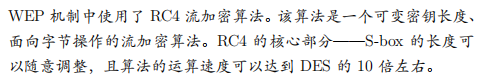 WEP 机制中使用了 RC4 流加密算法。该算法是一个可变密钥长度、
面向字节操作的流加密算法。RC4 的核心部分——S-box 的长度可
以随意调整，且算法的运算速度可以达到 DES 的 10 倍左右。